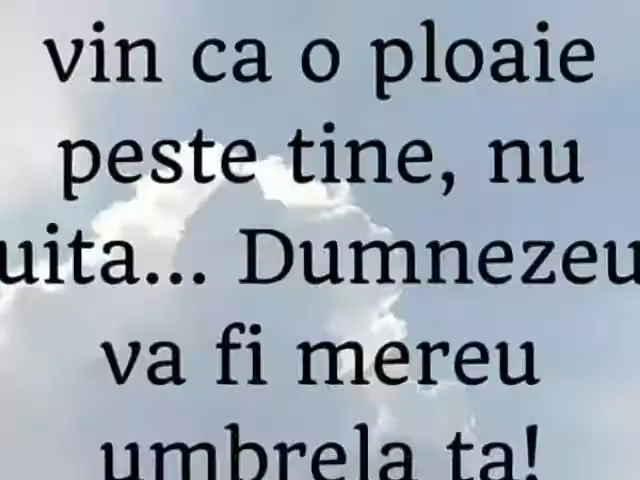 vin ca o ploaie
peste tine, nu
uita... Dumnezeu
va fi mereu
umbrela ta!